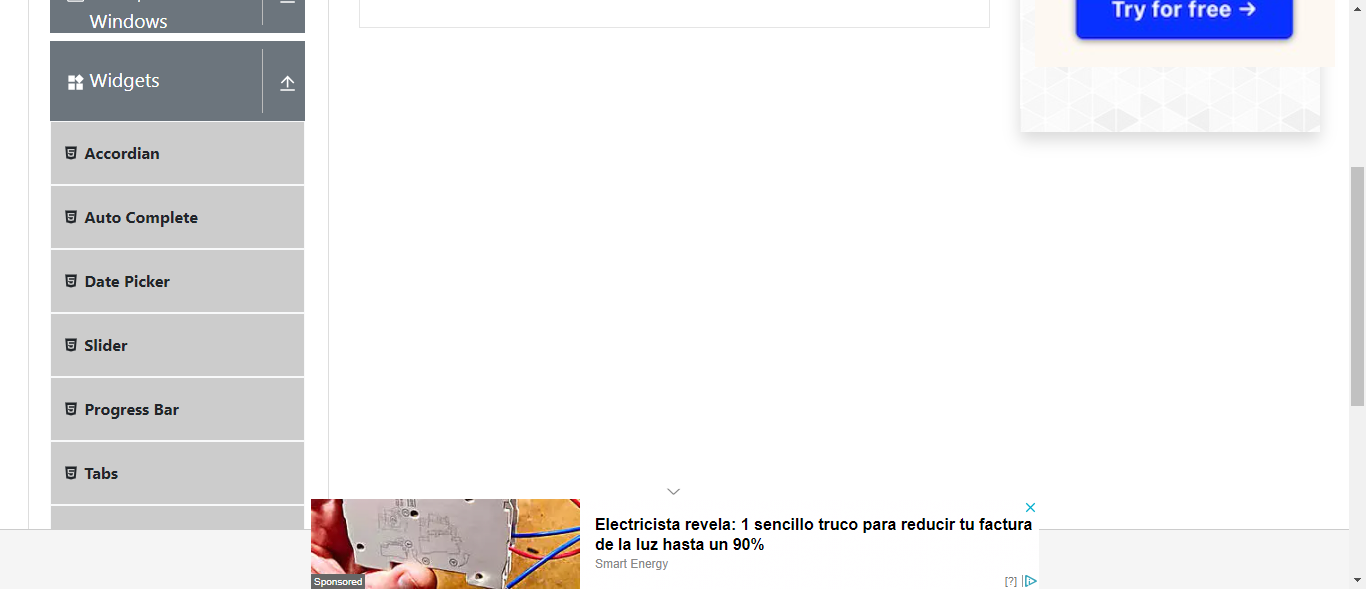 Windows
Widgets
Accordian
Auto Complete
Date Picker
Slider
Progress Bar
Tabs
Try for free →
Electricista revela: 1 sencillo truco para reducir tu factura
de la luz hasta un 90%
Smart Energy
Sponsored
[?]